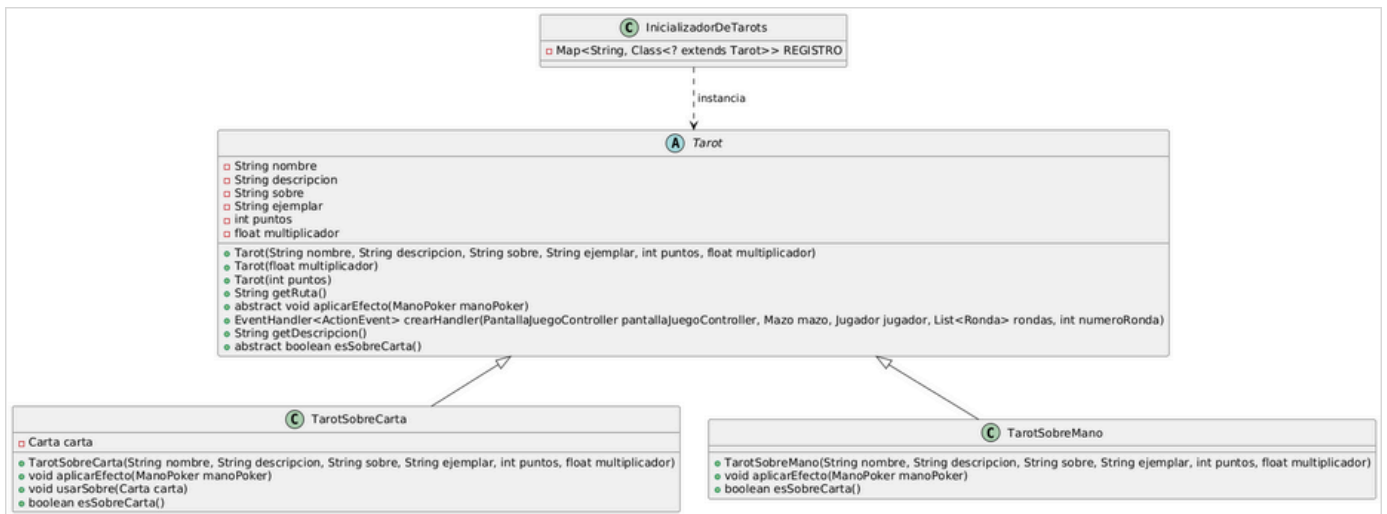 C InicializadorDeTarots
Map<String, Class<? extends Tarot>> REGISTRO
instancia
A Tarot
String nombre
String descripcion
String sobre
String ejemplar
int puntos
float multiplicador
Tarot(String nombre, String descripcion, String sobre, String ejemplar, int puntos, float multiplicador)
Tarot(float multiplicador)
Tarot(int puntos)
String getRuta()
abstract void aplicarEfecto(ManoPoker manoPoker)
EventHandler<ActionEvent> crearHandler(PantallaJuegoController pantallaJuegoController, Mazo mazo, Jugador jugador, List<Ronda> rondas, int numeroRonda)
String getDescripcion()
abstract boolean esSobreCarta()
C TarotSobreCarta
Carta carta
TarotSobreCarta(String nombre, String descripcion, String sobre, String ejemplar, int puntos, float multiplicador)
void aplicarEfecto(ManoPoker manoPoker)
void usarSobre(Carta carta)
boolean esSobreCarta()
C TarotSobreMano
TarotSobreMano(String nombre, String descripcion, String sobre, String ejemplar, int puntos, float multiplicador)
void aplicarEfecto(ManoPoker manoPoker)
boolean esSobreCarta()